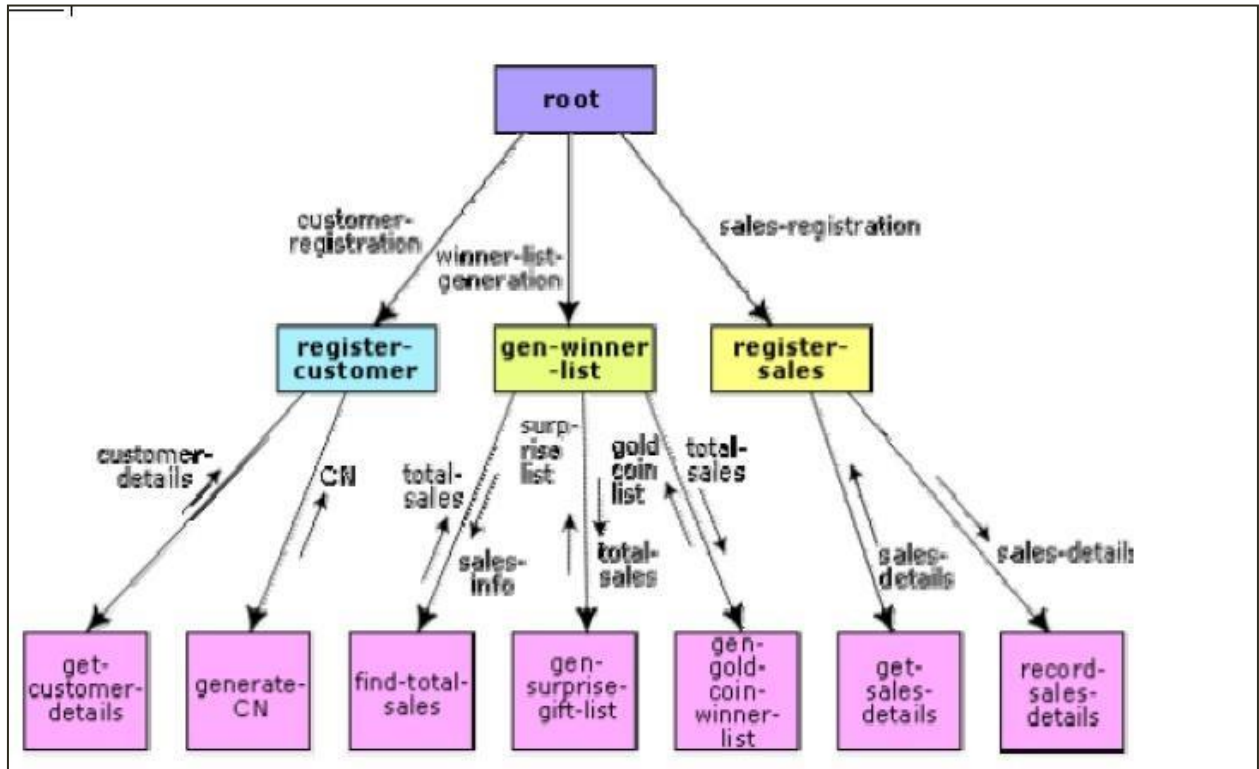 root
customer-
registration
winner-list-
generation
sales-registration
register-
customer
gen-winner
-list
register-
sales
customer-
details
CN
total-
sales
sales-
info
surp-
rise
list
total-
sales
gold
coin
list
total-
sales
sales-
details
sales-details
get-
customer-
details
generate-
CN
find-total-
sales
gen-
surprise-
gift-list
gen-
gold-
coin-
winner-
list
get-
sales-
details
record-
sales-
details